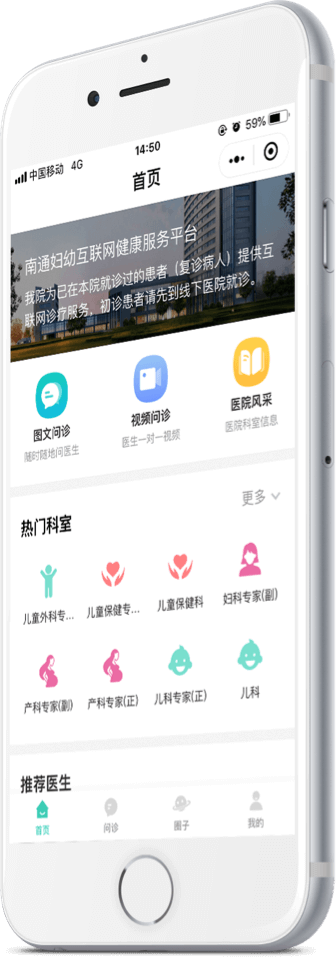 中国移动 4G
14:50
59%
首页
南通妇幼互联网健康服务平台
我院为已在本院就诊过的患者（复诊病人）提供互
联网诊疗服务，初诊患者请先到线下医院就诊。
图文问诊
随时随地问医生
视频问诊
医生一对一视频
医院风采
医院科室信息
热门科室
更多
儿童外科专...
儿童保健专...
儿童保健科
妇科专家(副)
产科专家(副)
产科专家(正)
儿科专家(正)
儿科
推荐医生
首页
问诊
圈子
我的